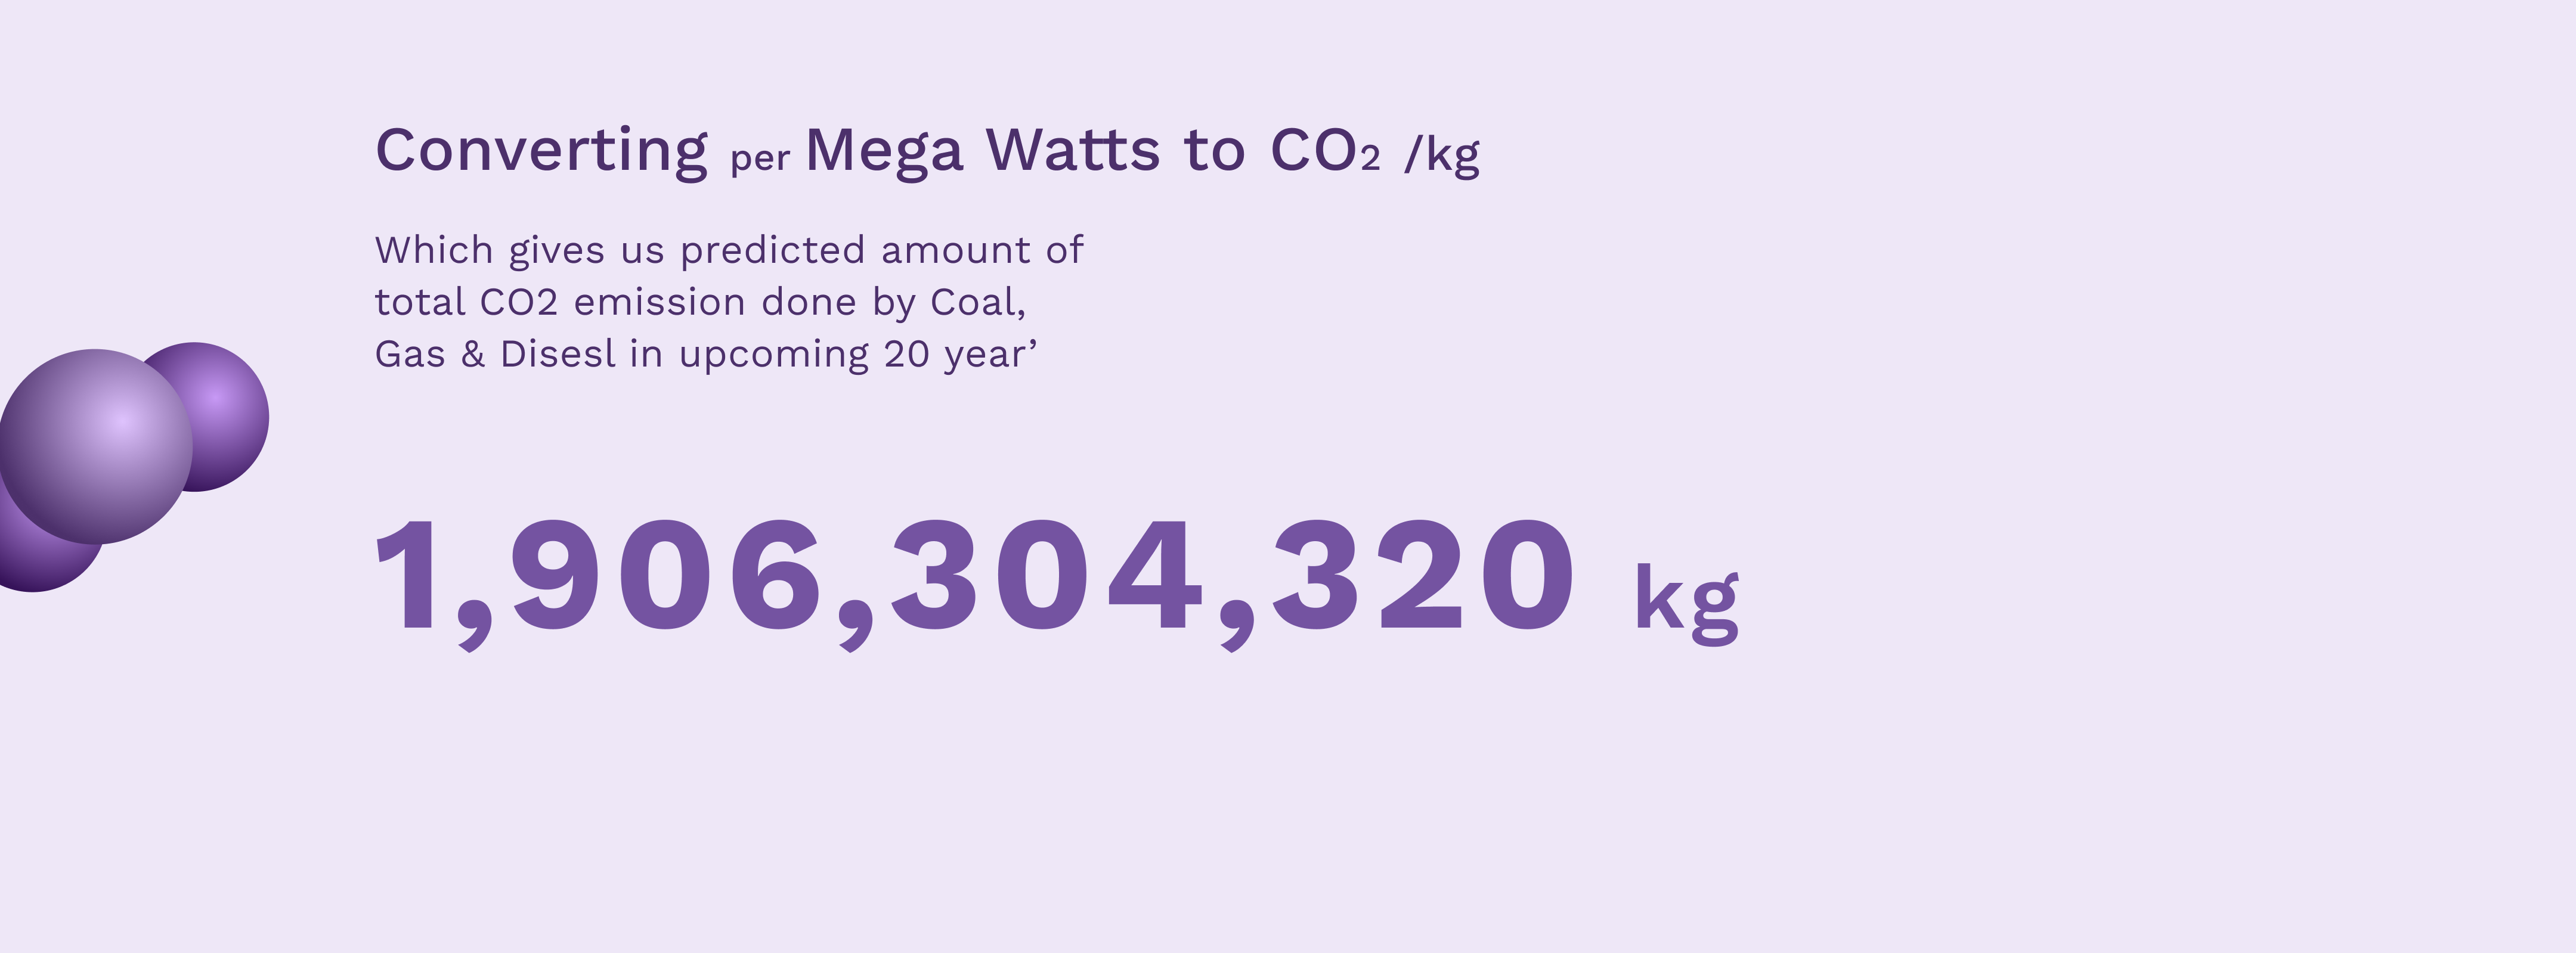 Converting per Mega Watts to CO2 /kg
Which gives us predicted amount of
total CO2 emission done by Coal,
Gas & Disesl in upcoming 20 year’
1,906,304,320 kg